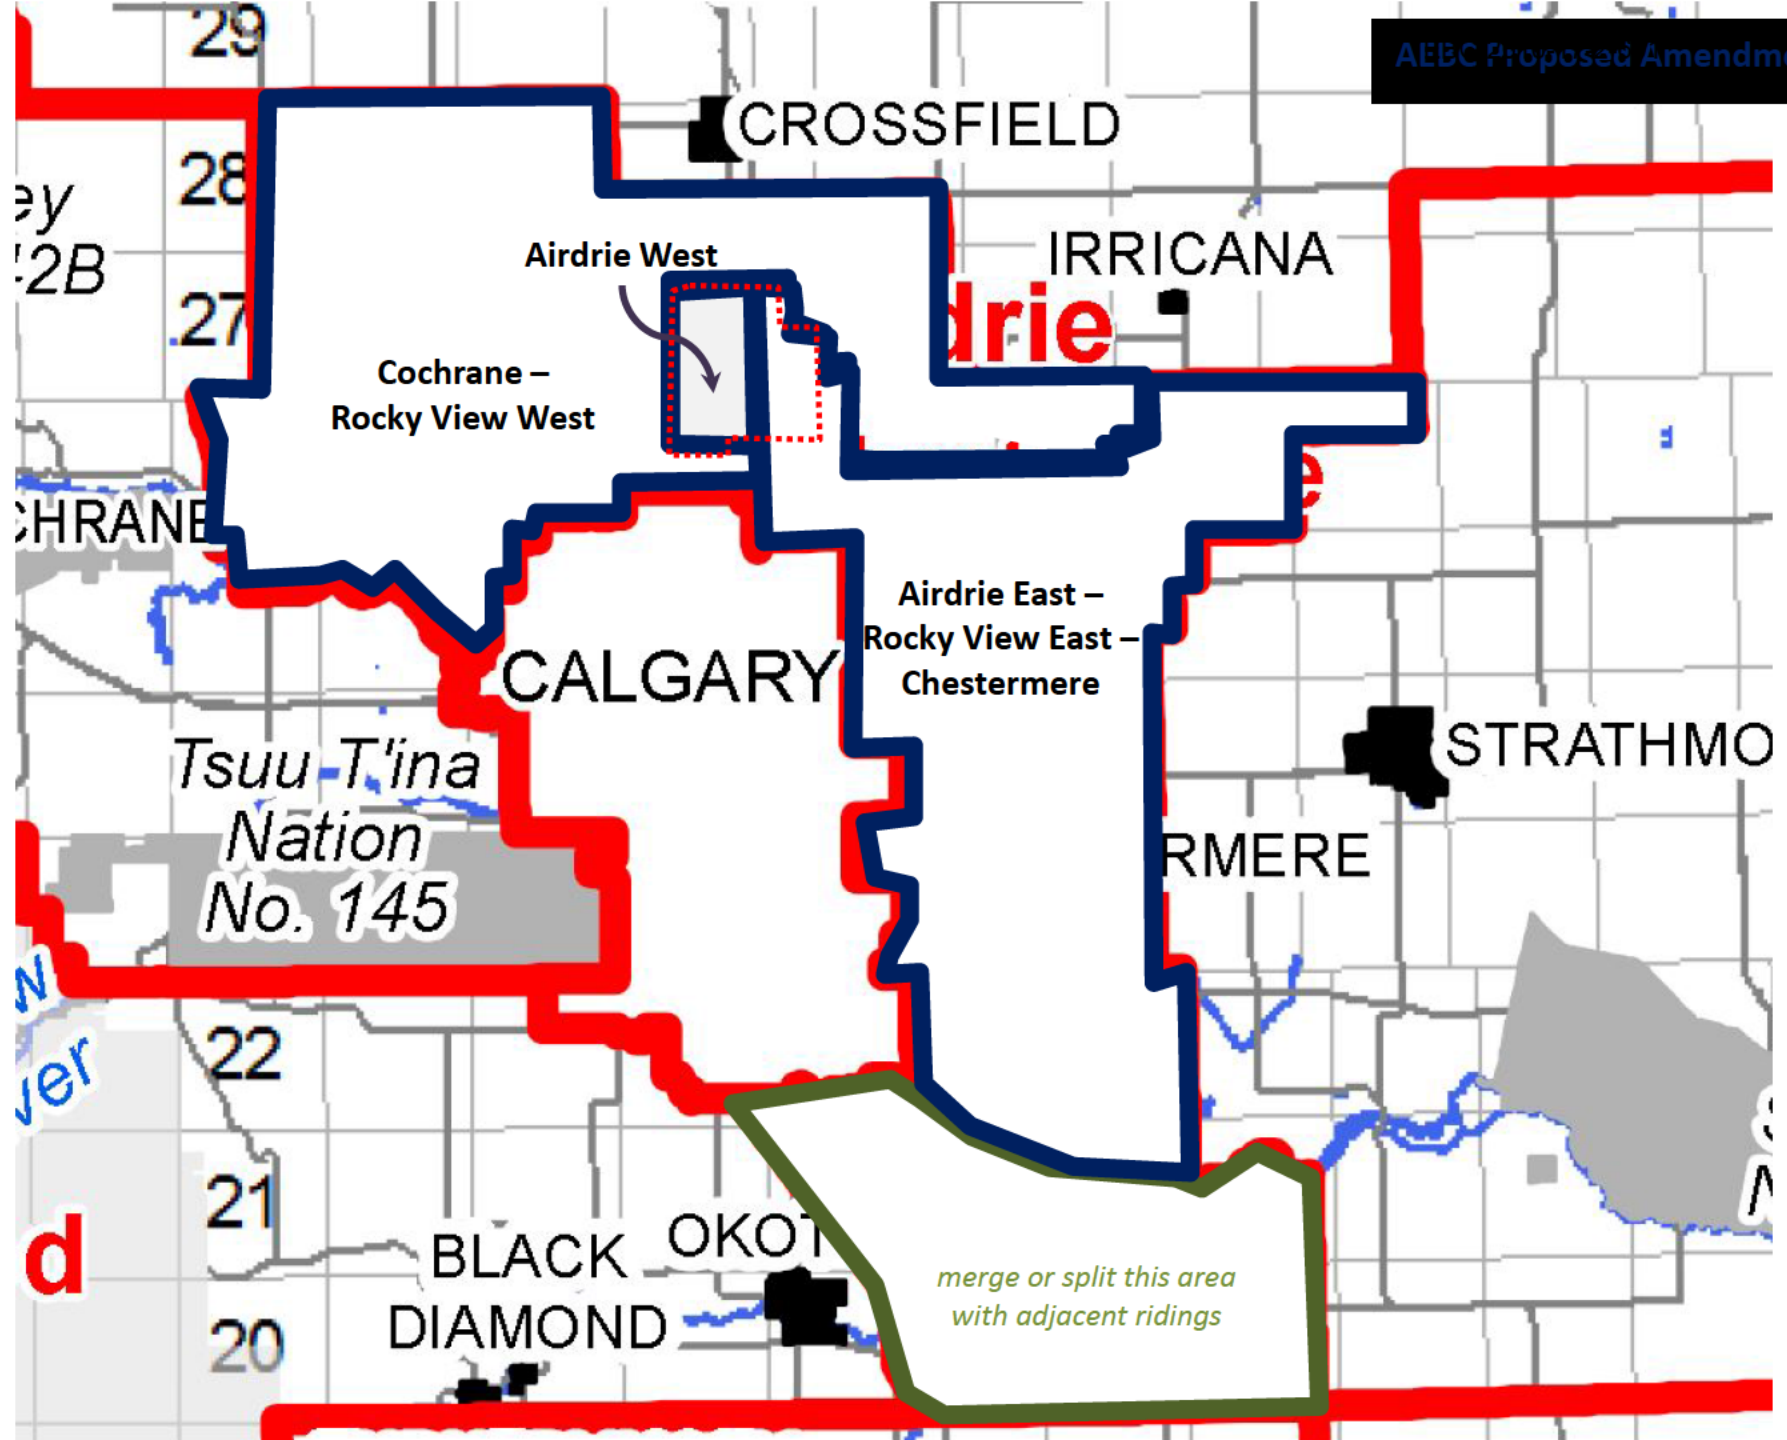 29
AEBC Proposed Amendm
CROSSFIELD
28
ey
42B
Airdrie West
IRRICANA
27
drie
Cochrane –
Rocky View West
CHRANE
e
Airdrie East –
Rocky View East –
Chestermere
CALGARY
STRATHMO
Tsuu T'ina
Nation
No. 145
RMERE
w
ver
22
21
d
BLACK
DIAMOND
OKOT
merge or split this area
with adjacent ridings
20